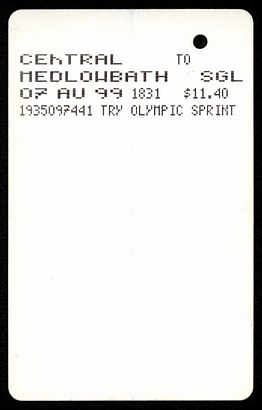 CENTRAL TO
MEDLOWBATH SGL
07 AU 99 1831 $11.40
1935097441 TRY OLYMPIC SPRINT